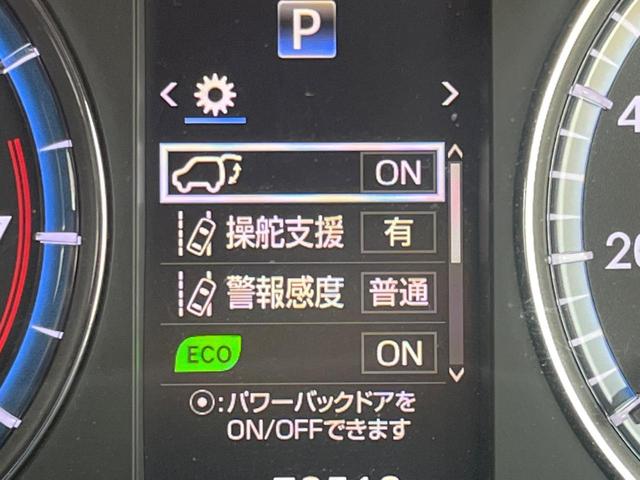 P
ON
操舵支援 有
警報感度 普通
ECO ON
⦿:パワーバックドアを
ON/OFFできます